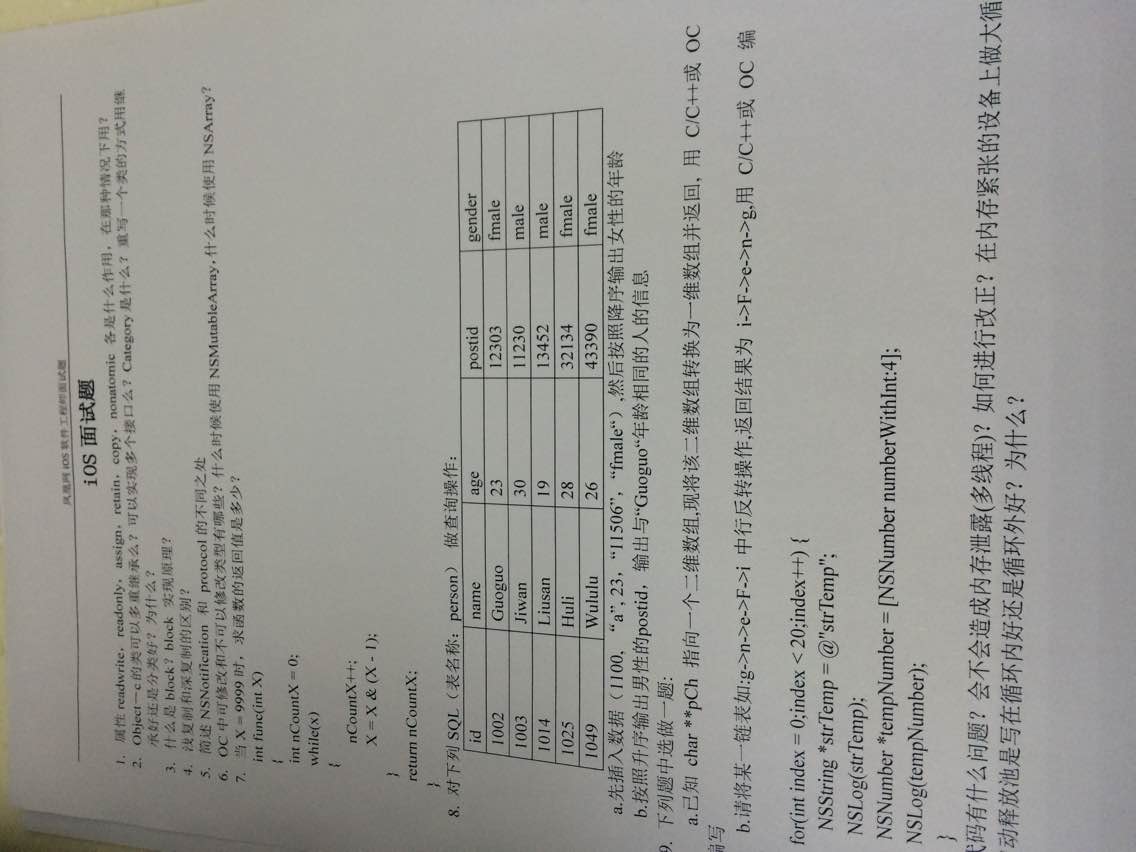 凤凰网 iOS 软件工程师面试题
iOS 面试题
1. 属性 readwrite，readonly，assign，retain，copy，nonatomic 各是什么作用，在那种情况下用？
2. Object－c 的类可以多重继承么？可以实现多个接口么？Category 是什么？重写一个类的方式用继
承好还是分类好？为什么？
3. 什么是 block？block 实现原理？
4. 浅复制和深复制的区别？
5. 简述 NSNotification 和 protocol 的不同之处
6. OC 中可修改和不可以修改类型有哪些？什么时候使用 NSMutableArray，什么时候使用 NSArray？
7. 当 X = 9999 时，求函数的返回值是多少？
int func(int X)
{
int nCountX = 0;
while(x)
{
nCountX++;
X = X & (X - 1);
}
return nCountX;
}
8. 对下列 SQL（表名称：person） 做查询操作：
id name age postid gender
1002 Guoguo 23 12303 fmale
1003 Jiwan 30 11230 male
1014 Liusan 19 13452 male
1025 Huli 28 32134 fmale
1049 Wululu 26 43390 fmale
a.先插入数据（1100, “a”, 23，“11506”，“fmale“）,然后按照降序输出女性的年龄
b.按照升序输出男性的postid，输出与“Guoguo“年龄相同的人的信息
9. 下列题中选做一题:
a.已知 char **pCh 指向一个二维数组,现将该二维数组转换为一维数组并返回, 用 C/C++或 OC
编写
b.请将某一链表如:g->n->e->F->i 中行反转操作,返回结果为 i->F->e->n->g,用 C/C++或 OC 编
for(int index = 0;index < 20;index++) {
NSString *strTemp = @"strTemp";
NSLog(strTemp);
NSNumber *tempNumber = [NSNumber numberWithInt:4];
NSLog(tempNumber);
}
代码有什么问题？会不会造成内存泄露(多线程)？如何进行改正？在内存紧张的设备上做大循
动释放池是写在循环内好还是循环外好？为什么？